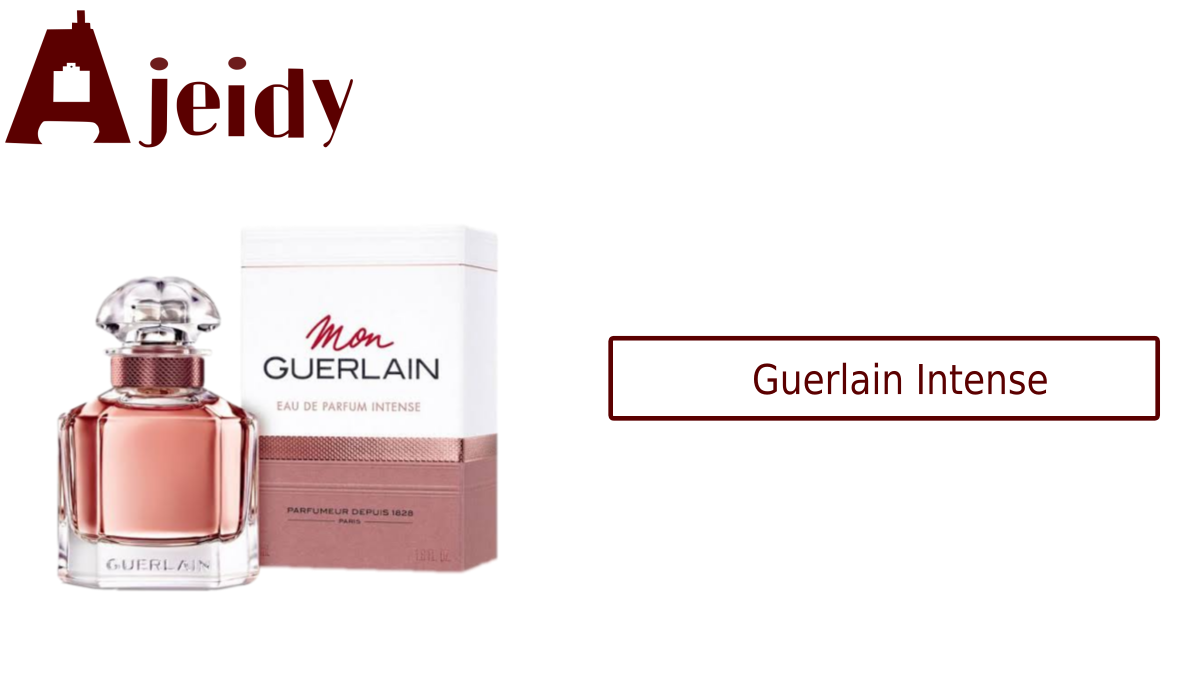 Ajeidy
Mon
GUERLAIN
EAU DE PARFUM INTENSE
PARFUMEUR DEPUIS 1828
PARIS
GUERLAIN
Guerlain Intense